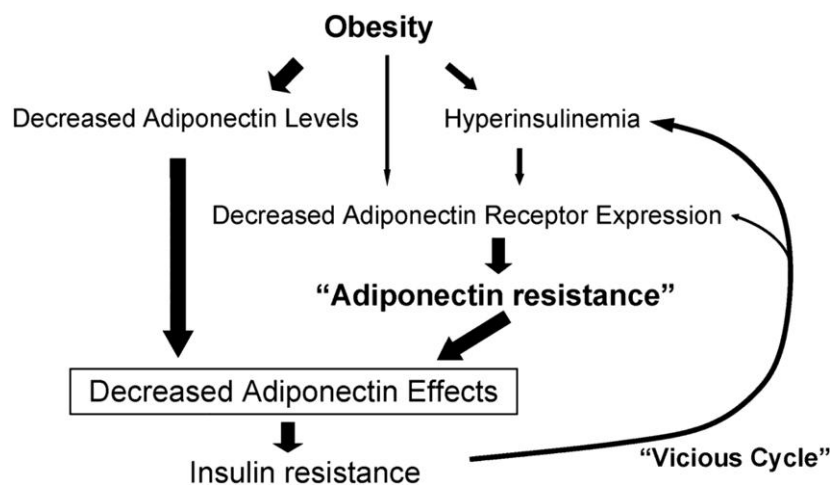 Obesity
Decreased Adiponectin Levels
Hyperinsulinemia
Decreased Adiponectin Receptor Expression
“Adiponectin resistance”
Decreased Adiponectin Effects
Insulin resistance
“Vicious Cycle”